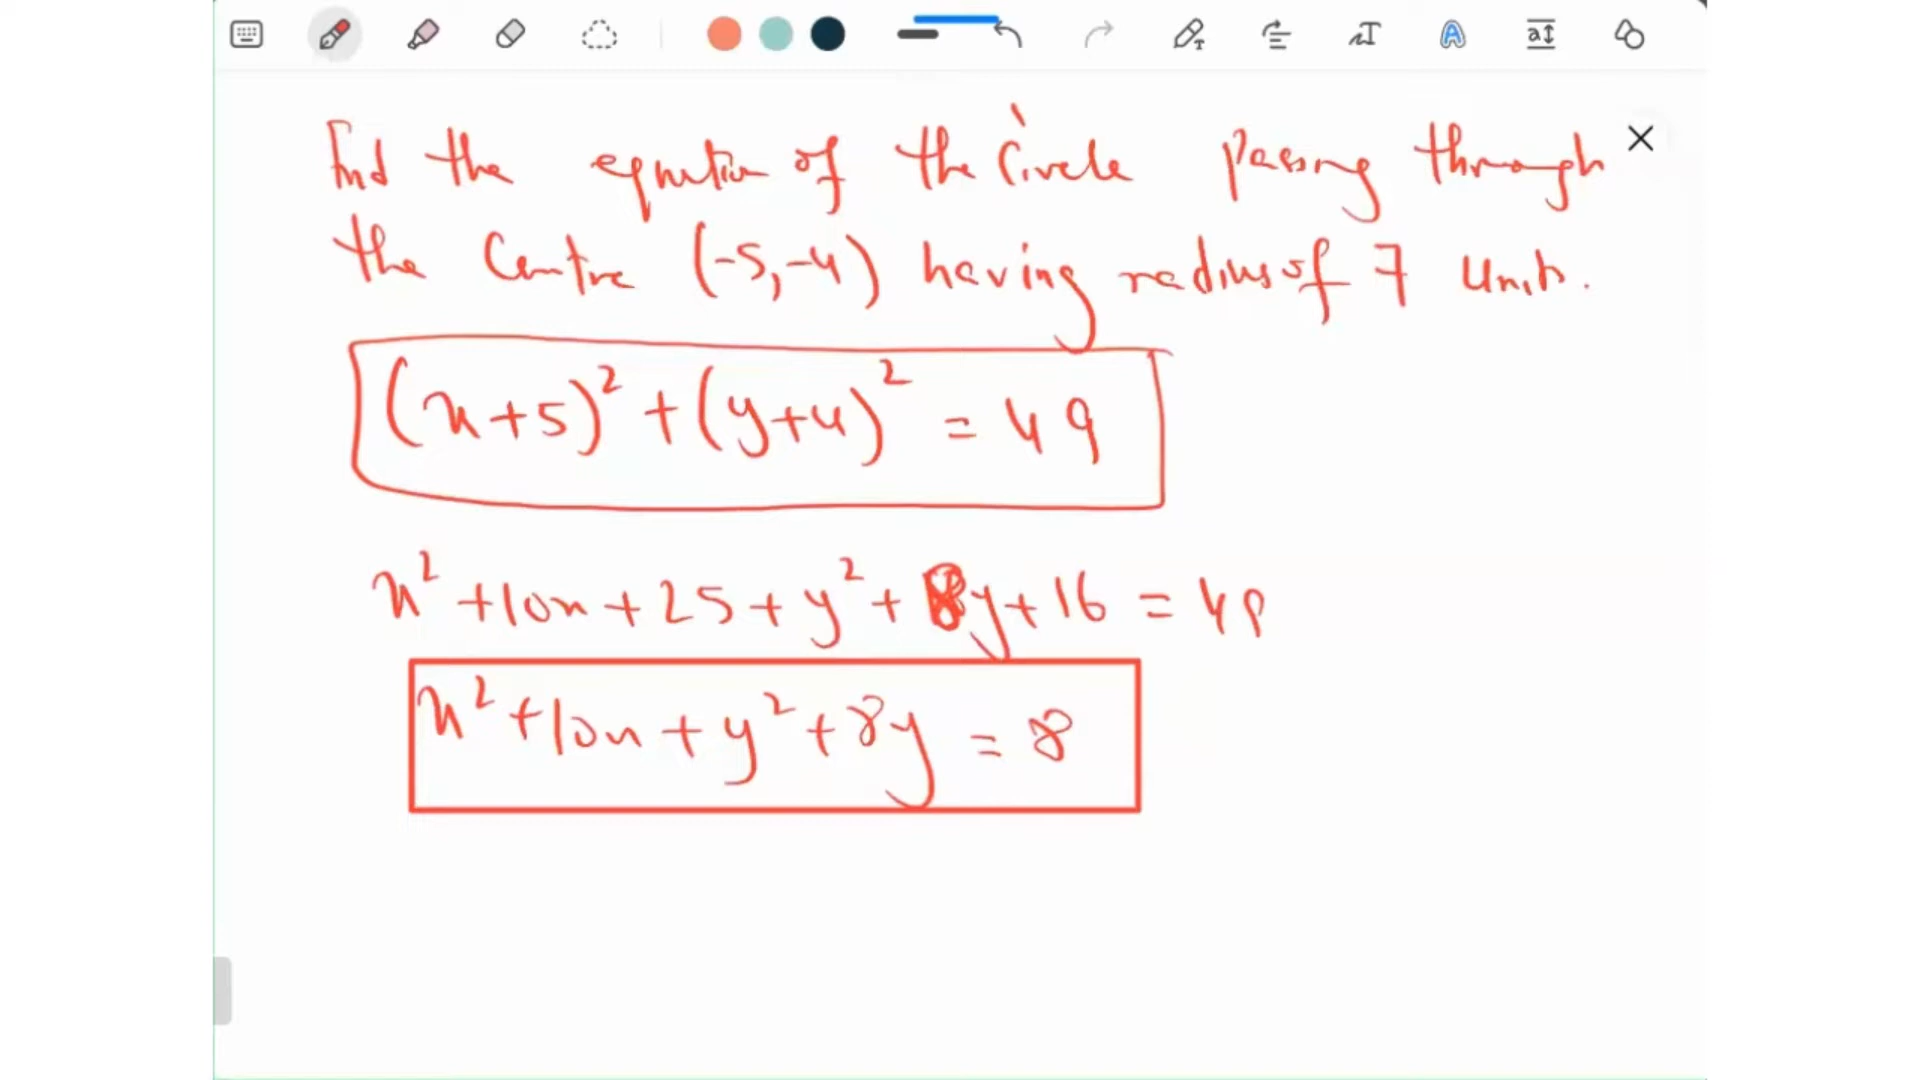 Find the equation of the Circle Passing through
the Centre (-5,-4) having radius of 7 Units.
(x+5)² + (y+4)² = 49
x² +10x + 25 + y² + 8y + 16 = 49
x² + 10x + y² + 8y = 8